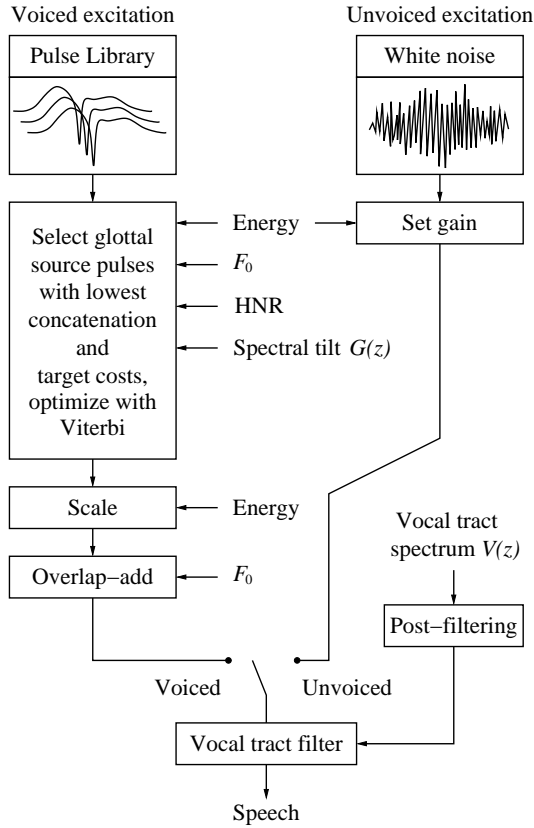 Voiced excitation
Unvoiced excitation
Pulse Library
White noise
Select glottal
source pulses
with lowest
concatenation
and
target costs,
optimize with
Viterbi
Energy
Set gain
F0
HNR
Spectral tilt G(z)
Scale
Energy
Overlap−add
F0
Vocal tract
spectrum V(z)
Post−filtering
Voiced
Unvoiced
Vocal tract filter
Speech